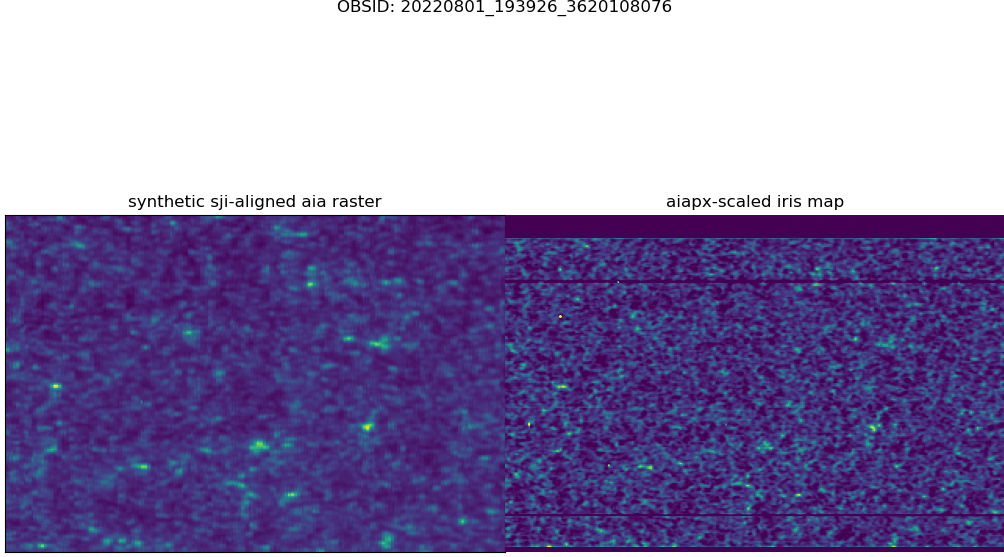 OBSID: 20220801_193926_3620108076
synthetic sji-aligned aia raster
aiapx-scaled iris map